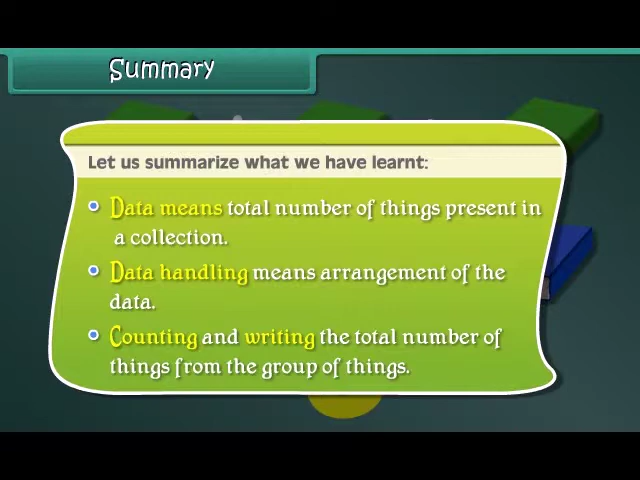 Summary
Let us summarize what we have learnt:
Data means total number of things present in
a collection.
Data handling means arrangement of the
data.
Counting and writing the total number of
things from the group of things.